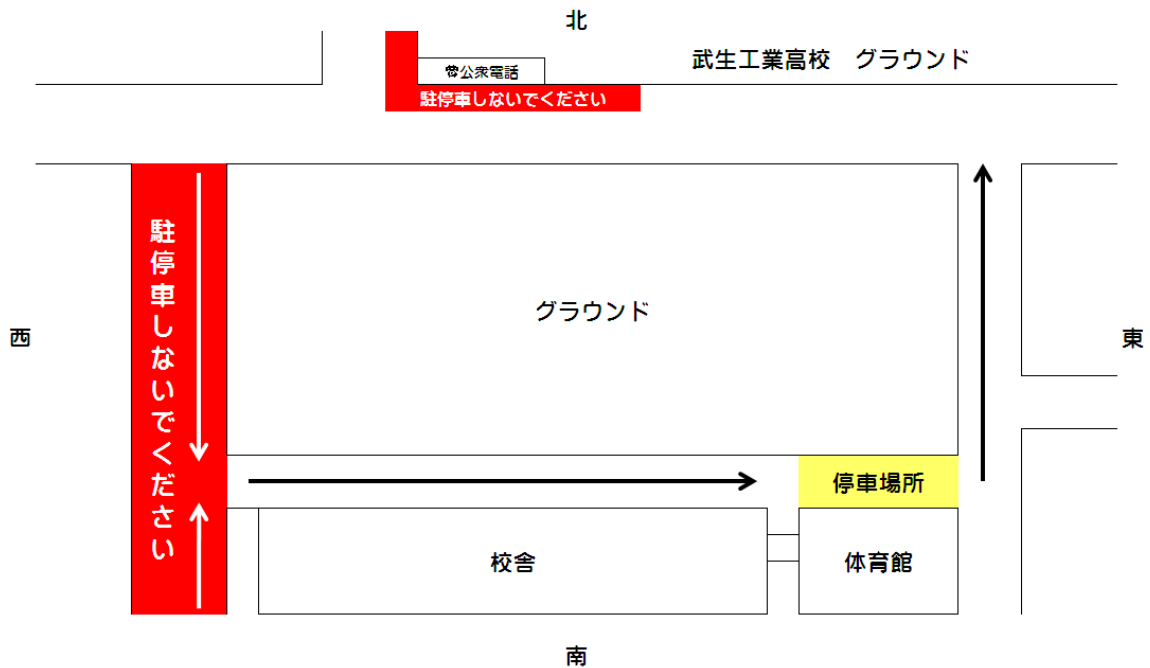 北
武生工業高校　グラウンド
☎公衆電話
駐停車しないでください
駐停車しないでください
グラウンド
西
東
停車場所
校舎
体育館
南